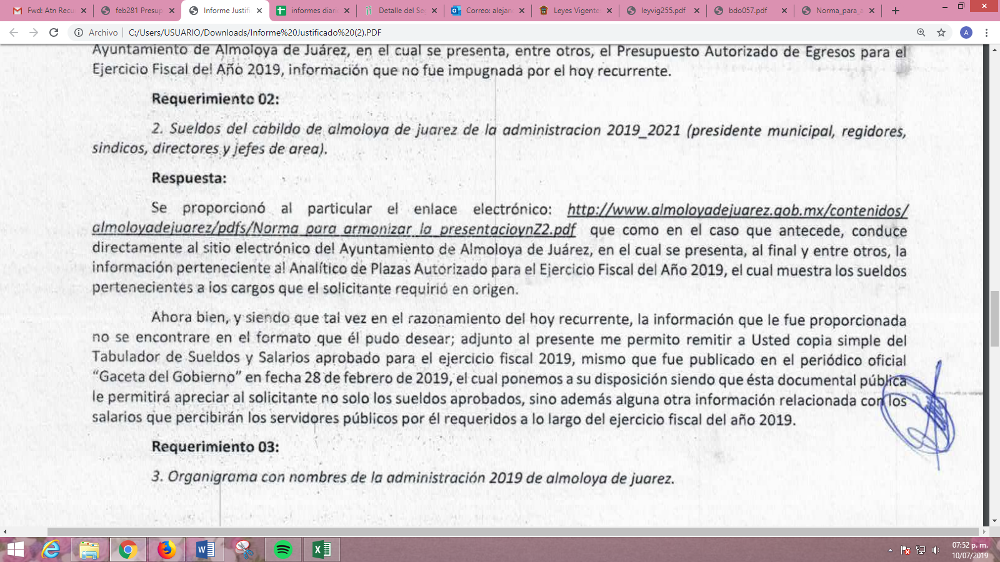 Fwd: Atn Recu
feb281 Presup
Informe Justifi
informes diari
Detalle del Se
Correo: alejan
Leyes Vigente
leyvig255.pdf
bdo057.pdf
Norma_para_a
Archivo C:/Users/USUARIO/Downloads/Informe%20Justificado%20(2).PDF
A
Ayuntamiento de Almoloya de Juárez, en el cual se presenta, entre otros, el Presupuesto Autorizado de Egresos para el
Ejercicio Fiscal del Año 2019, información que no fue impugnada por el hoy recurrente.
Requerimiento 02:
2. Sueldos del cabildo de almoloya de juarez de la administracion 2019_2021 (presidente municipal, regidores,
sindicos, directores y jefes de area).
Respuesta:
Se proporcionó al particular el enlace electrónico: http://www.almoloyadejuarez.gob.mx/contenidos/
almoloyadejuarez/pdfs/Norma_para_armonizar_la_presentacioynZ2.pdf que como en el caso que antecede, conduce
directamente al sitio electrónico del Ayuntamiento de Almoloya de Juárez, en el cual se presenta, al final y entre otros, la
información perteneciente al Analítico de Plazas Autorizado para el Ejercicio Fiscal del Año 2019, el cual muestra los sueldos
pertenecientes a los cargos que el solicitante requirió en origen.
Ahora bien, y siendo que tal vez en el razonamiento del hoy recurrente, la información que le fue proporcionada
no se encontrare en el formato que él pudo desear; adjunto al presente me permito remitir a Usted copia simple del
Tabulador de Sueldos y Salarios aprobado para el ejercicio fiscal 2019, mismo que fue publicado en el periódico oficial
“Gaceta del Gobierno” en fecha 28 de febrero de 2019, el cual ponemos a su disposición siendo que ésta documental pública
le permitirá apreciar al solicitante no solo los sueldos aprobados, sino además alguna otra información relacionada con los
salarios que percibirán los servidores públicos por él requeridos a lo largo del ejercicio fiscal del año 2019.
Requerimiento 03:
3. Organigrama con nombres de la administración 2019 de almoloya de juarez.
07:52 p. m.
10/07/2019